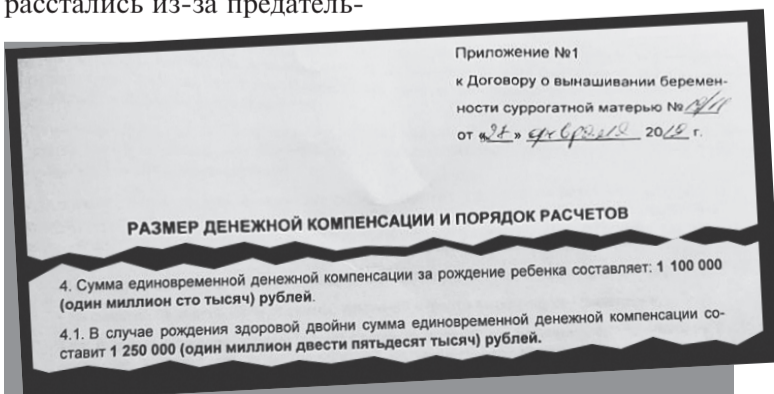 расстались из-за предатель-
Приложение №1
к Договору о вынашивании беремен-
ности суррогатной матерью №
от «27» февраля 20 г.
РАЗМЕР ДЕНЕЖНОЙ КОМПЕНСАЦИИ И ПОРЯДОК РАСЧЕТОВ
4. Сумма единовременной денежной компенсации за рождение ребенка составляет: 1 100 000
(один миллион сто тысяч) рублей.
4.1. В случае рождения здоровой двойни сумма единовременной денежной компенсации со-
ставит 1 250 000 (один миллион двести пятьдесят тысяч) рублей.